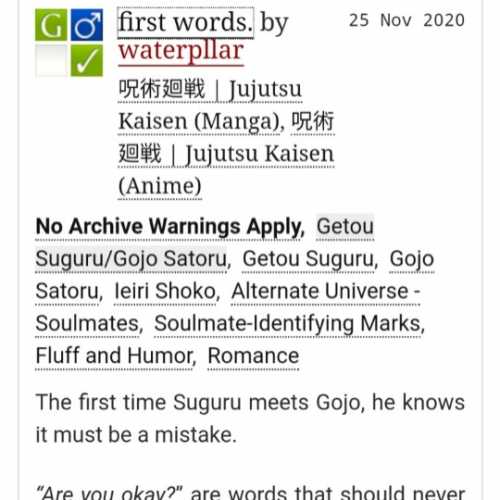 G ♂ first words. by 25 Nov 2020
✓ waterpllar
呪術廻戦 | Jujutsu
Kaisen (Manga), 呪術
廻戦 | Jujutsu Kaisen
(Anime)
No Archive Warnings Apply, Getou
Suguru/Gojo Satoru, Getou Suguru, Gojo
Satoru, Ieiri Shoko, Alternate Universe -
Soulmates, Soulmate-Identifying Marks,
Fluff and Humor, Romance
The first time Suguru meets Gojo, he knows
it must be a mistake.
“Are you okay?” are words that should never